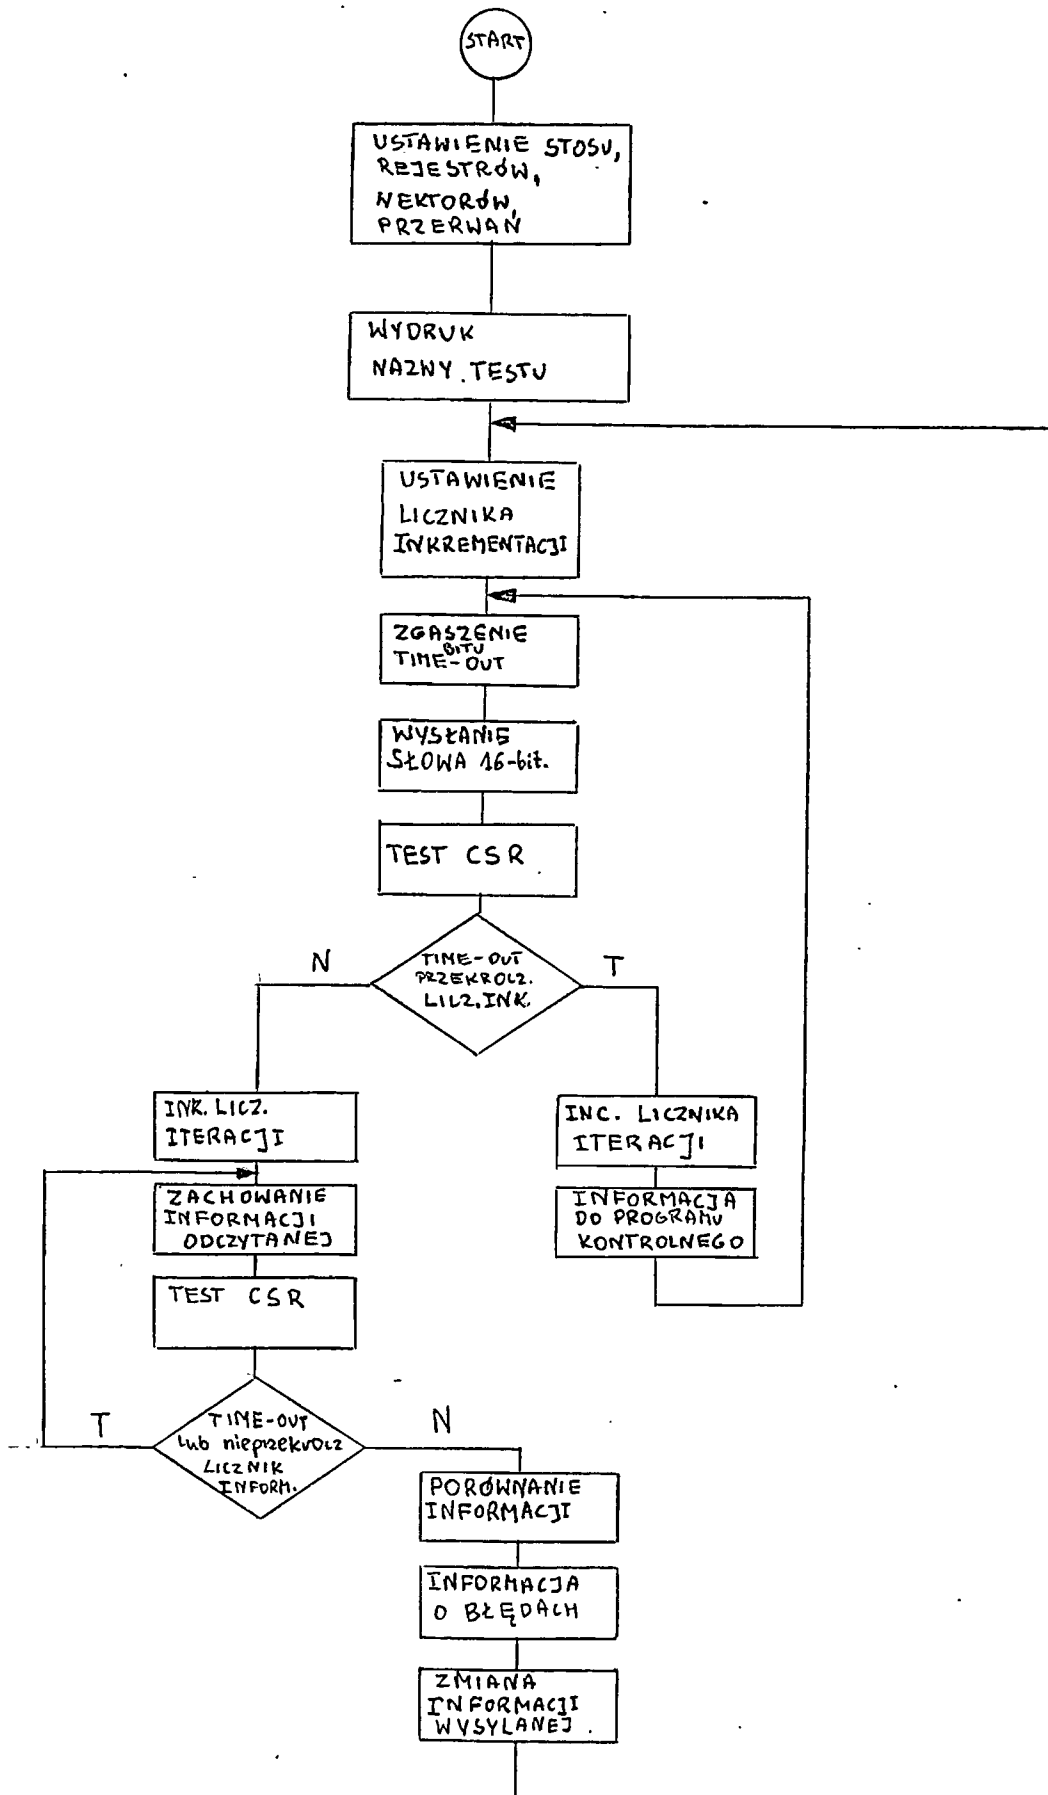 START
USTAWIENIE STOSU,
REJESTRÓW,
NEKTORÓW,
PRZERWAŃ
WYDRUK
NAZWY TESTU
USTAWIENIE
LICZNIKA
INKREMENTACJI
ZGASZENIE
BITU
TIME-OUT
WYSŁANIE
SŁOWA 16-bit.
TEST CSR
TIME-OUT
PRZEKROCZ.
LICZ.INK.
N
T
INK. LICZ.
ITERACJI
ZACHOWANIE
INFORMACJI
ODCZYTANEJ
TEST CSR
INC. LICZNIKA
ITERACJI
INFORMACJA
DO PROGRAMU
KONTROLNEGO
TIME-OUT
lub nieprzekrocz
LICZNIK
INFORM.
T
N
PORÓWNANIE
INFORMACJI
INFORMACJA
O BŁĘDACH
ZMIANA
INFORMACJI
WYSYLANEJ.